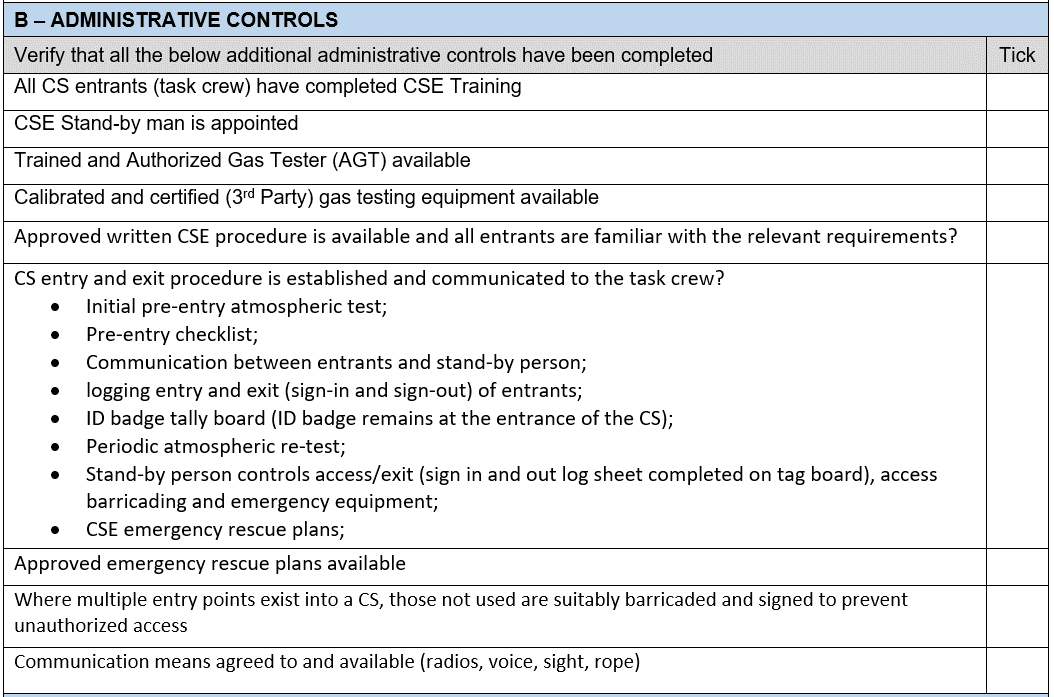 B – ADMINISTRATIVE CONTROLS
Verify that all the below additional administrative controls have been completed Tick
All CS entrants (task crew) have completed CSE Training
CSE Stand-by man is appointed
Trained and Authorized Gas Tester (AGT) available
Calibrated and certified (3rd Party) gas testing equipment available
Approved written CSE procedure is available and all entrants are familiar with the relevant requirements?
CS entry and exit procedure is established and communicated to the task crew?
• Initial pre-entry atmospheric test;
• Pre-entry checklist;
• Communication between entrants and stand-by person;
• logging entry and exit (sign-in and sign-out) of entrants;
• ID badge tally board (ID badge remains at the entrance of the CS);
• Periodic atmospheric re-test;
• Stand-by person controls access/exit (sign in and out log sheet completed on tag board), access
barricading and emergency equipment;
• CSE emergency rescue plans;
Approved emergency rescue plans available
Where multiple entry points exist into a CS, those not used are suitably barricaded and signed to prevent
unauthorized access
Communication means agreed to and available (radios, voice, sight, rope)